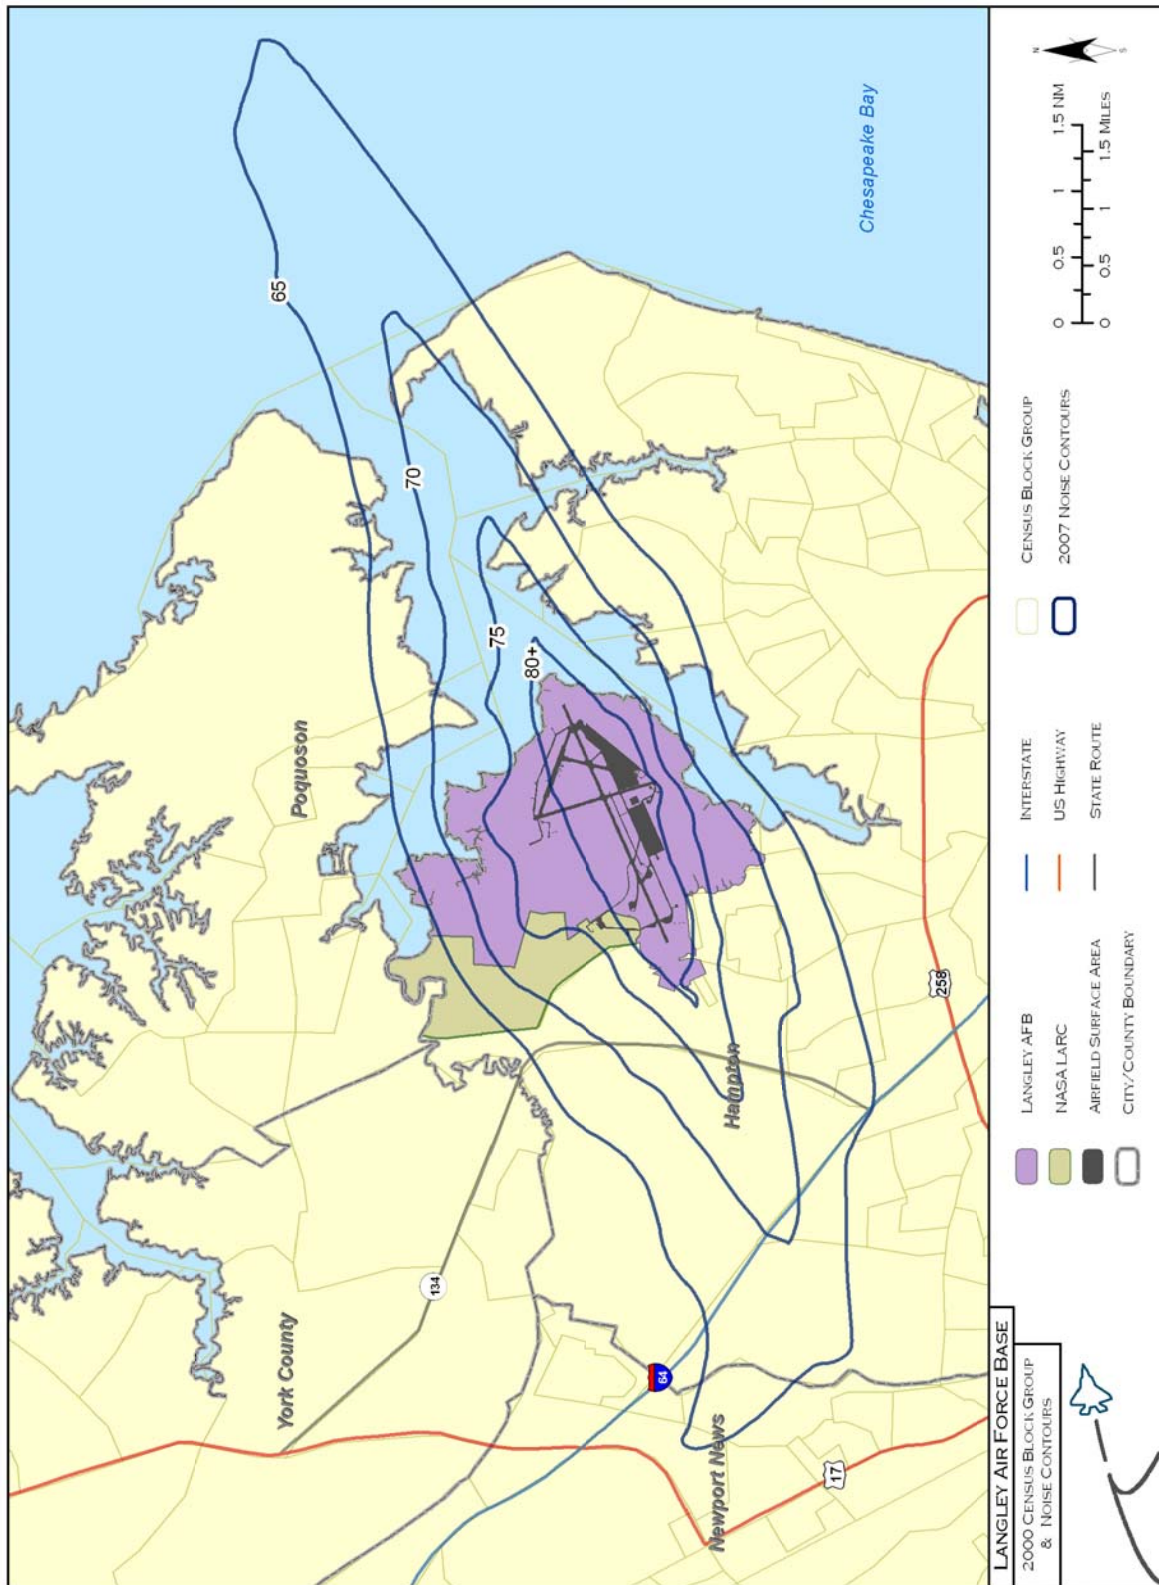 65
70
75
80+
Chesapeake Bay
Poquoson
York County
134
Hampton
64
258
Newport News
17
LANGLEY AIR FORCE BASE
2000 CENSUS BLOCK GROUP
& NOISE CONTOURS
LANGLEY AFB
NASA LARC
AIRFIELD SURFACE AREA
CITY/COUNTY BOUNDARY
INTERSTATE
US HIGHWAY
STATE ROUTE
CENSUS BLOCK GROUP
2007 NOISE CONTOURS
0 0.5 1 1.5 NM
0 0.5 1 1.5 MILES
N
S